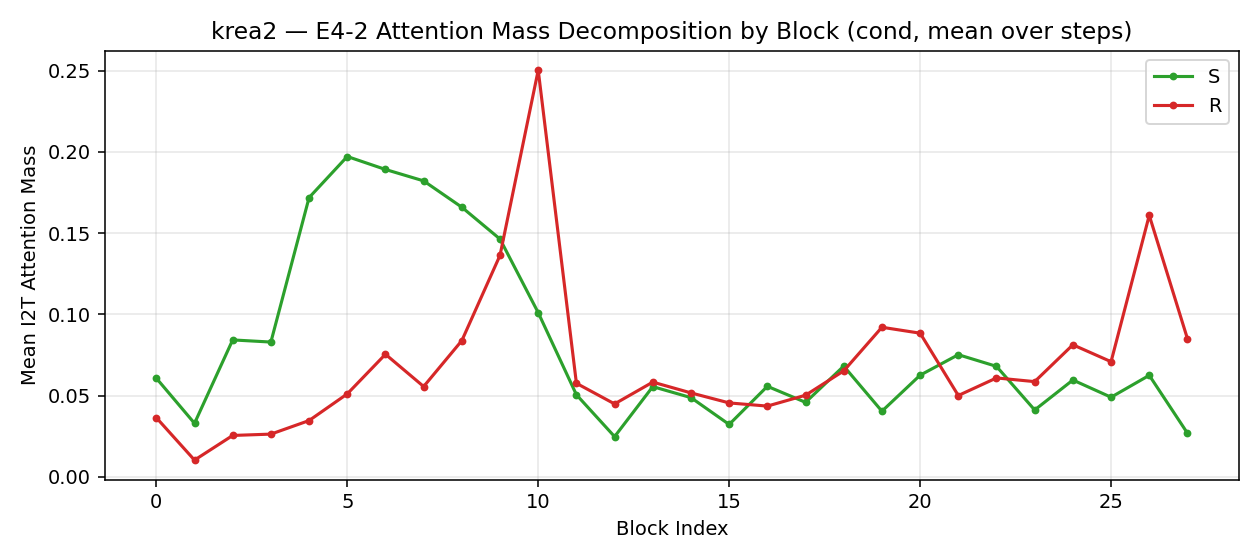 krea2 — E4-2 Attention Mass Decomposition by Block (cond, mean over steps)
S
R
Mean I2T Attention Mass
0.25
0.20
0.15
0.10
0.05
0.00
0 5 10 15 20 25
Block Index